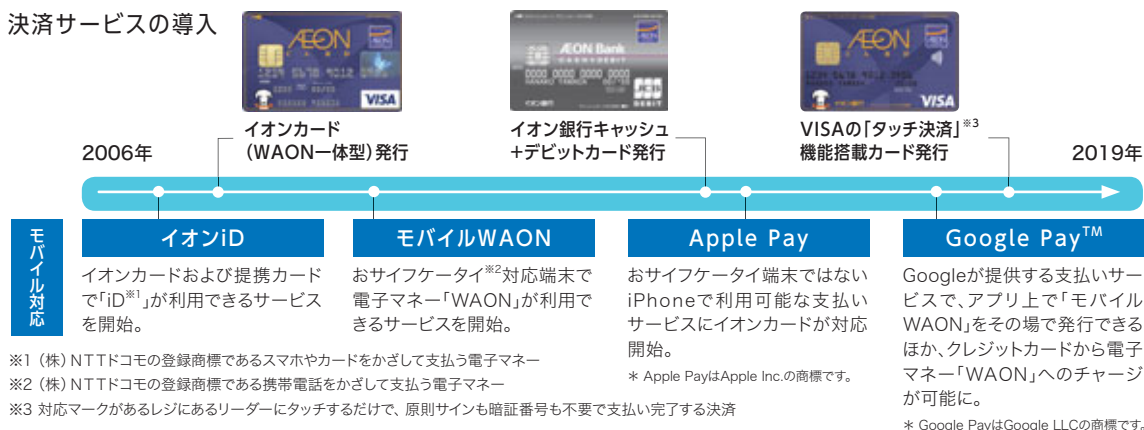 決済サービスの導入
ÆON
CARD
ÆON
VISA
ÆON Bank
CASH+DEBIT
ÆON
0000 0000 0000 0000
JCB
DEBIT
ÆON
CARD
ÆON
VISA
イオンカード
(WAON一体型)発行
イオン銀行キャッシュ
+デビットカード発行
VISAの「タッチ決済」※3
機能搭載カード発行
2006年
2019年
モバイル対応
イオンiD
イオンカードおよび提携カード
で「iD※1」が利用できるサービス
を開始。
モバイルWAON
おサイフケータイ※2対応端末で
電子マネー「WAON」が利用で
きるサービスを開始。
Apple Pay
おサイフケータイ端末ではない
iPhoneで利用可能な支払い
サービスにイオンカードが対応
開始。
* Apple PayはApple Inc.の商標です。
Google Pay™
Googleが提供する支払いサー
ビスで、アプリ上で「モバイル
WAON」をその場で発行できる
ほか、クレジットカードから電子
マネー「WAON」へのチャージ
が可能に。
* Google PayはGoogle LLCの商標です。
※1 (株)NTTドコモの登録商標であるスマホやカードをかざして支払う電子マネー
※2 (株)NTTドコモの登録商標である携帯電話をかざして支払う電子マネー
※3 対応マークがあるレジにあるリーダーにタッチするだけで、原則サインも暗証番号も不要で支払い完了する決済